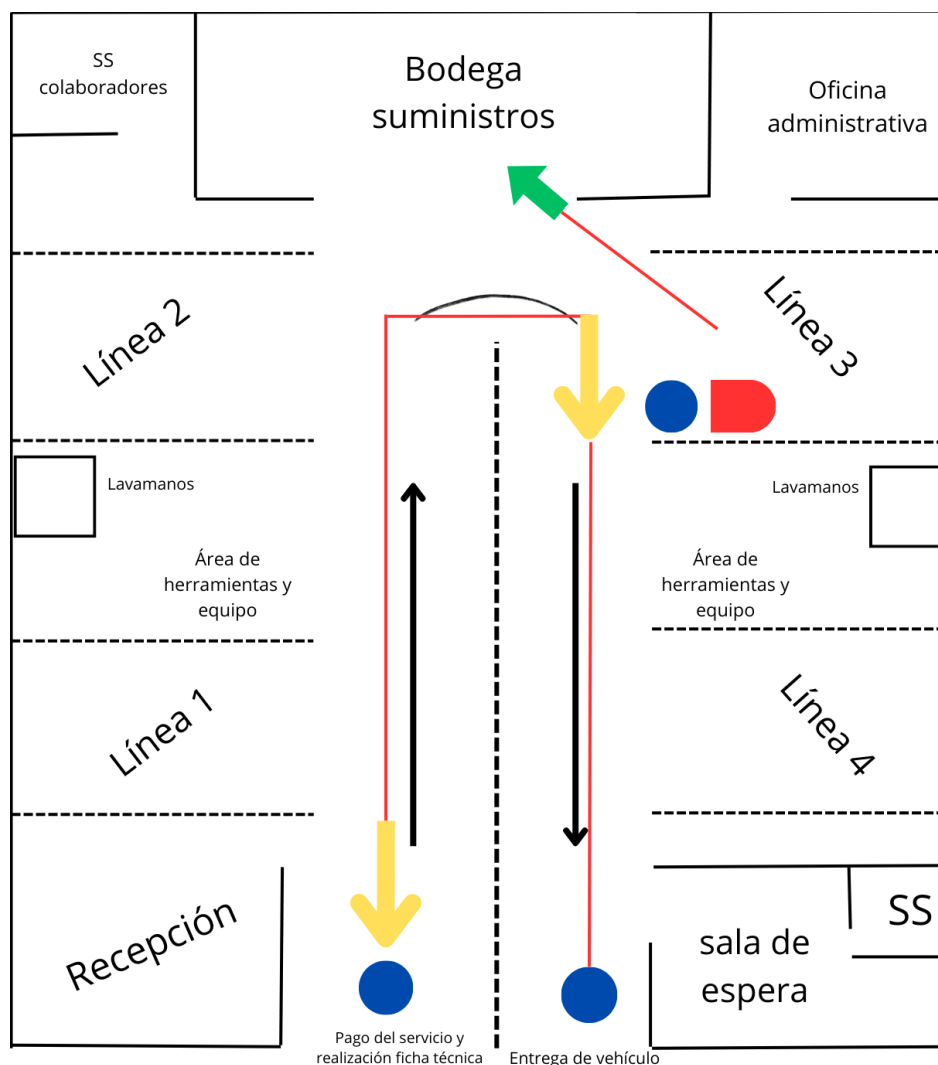 SS
colaboradores
Bodega
suministros
Oficina
administrativa
Línea 2
Línea 3
Lavamanos
Lavamanos
Área de
herramientas y
equipo
Área de
herramientas y
equipo
Línea 1
Línea 4
Recepción
SS
sala de
espera
Pago del servicio y
realización ficha técnica
Entrega de vehículo